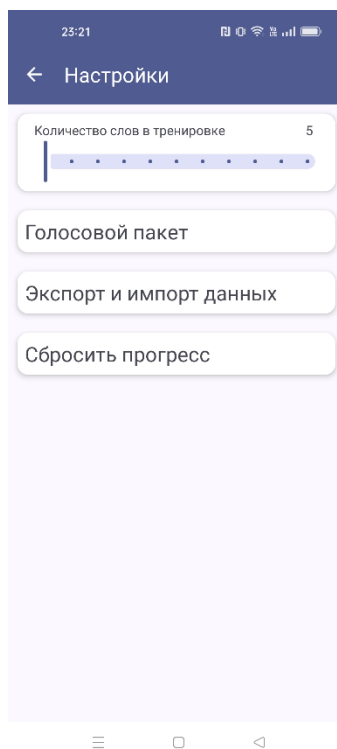 23:21
Настройки
Количество слов в тренировке 5
Голосовой пакет
Экспорт и импорт данных
Сбросить прогресс